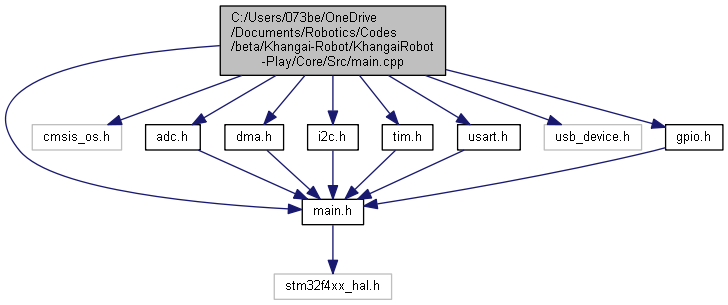 C:/Users/073be/OneDrive
/Documents/Robotics/Codes
/beta/Khangai-Robot/KhangaiRobot
-Play/Core/Src/main.cpp
cmsis_os.h
adc.h
dma.h
i2c.h
tim.h
usart.h
usb_device.h
gpio.h
main.h
stm32f4xx_hal.h